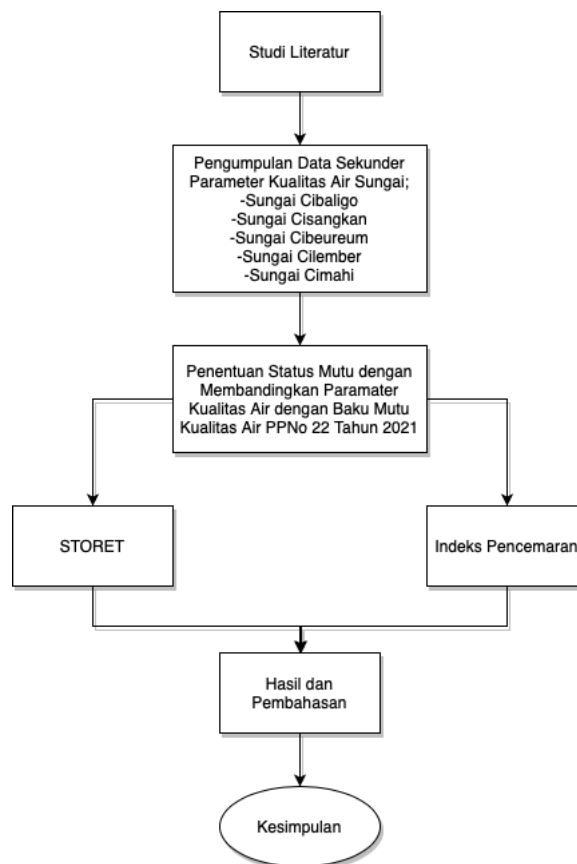 Studi Literatur
Pengumpulan Data Sekunder
Parameter Kualitas Air Sungai;
-Sungai Cibaligo
-Sungai Cisangkan
-Sungai Cibeureum
-Sungai Cilember
-Sungai Cimahi
Penentuan Status Mutu dengan
Membandingkan Paramater
Kualitas Air dengan Baku Mutu
Kualitas Air PPNo 22 Tahun 2021
STORET
Indeks Pencemaran
Hasil dan
Pembahasan
Kesimpulan